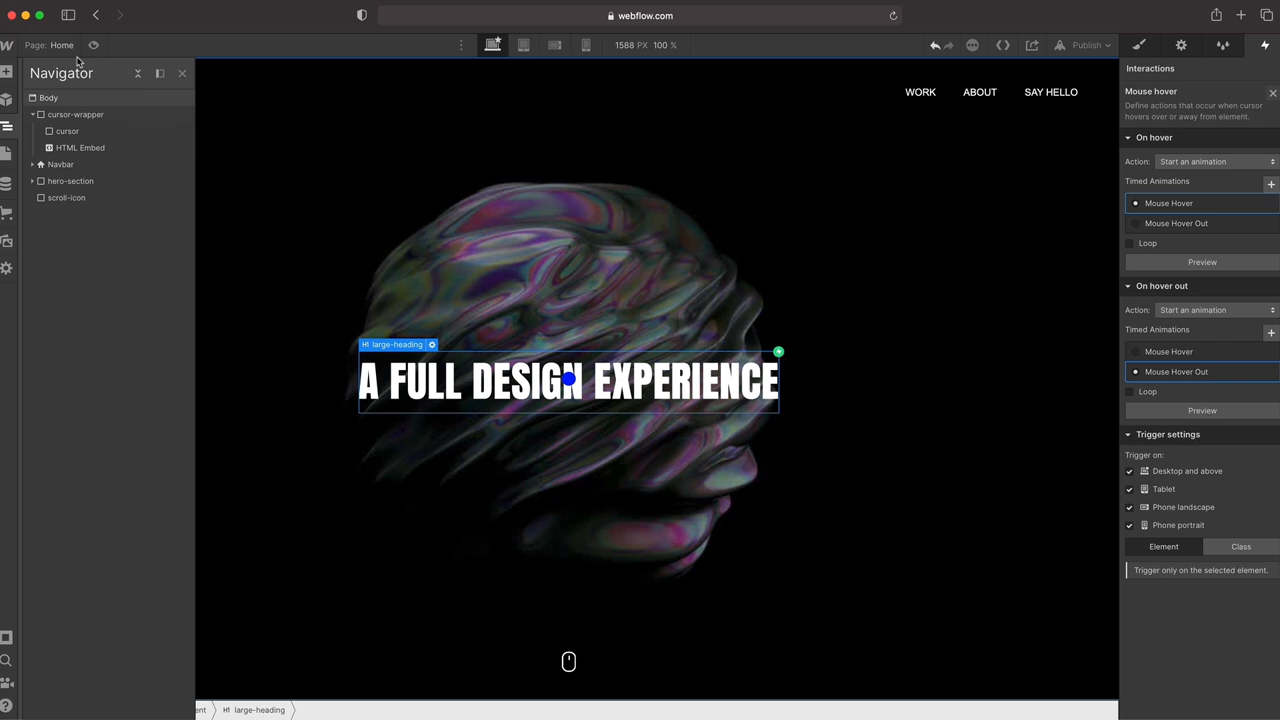 webflow.com
Page: Home
1588 PX 100 %
Publish
Navigator
Body
cursor-wrapper
cursor
HTML Embed
Navbar
hero-section
scroll-icon
WORK ABOUT SAY HELLO
H1 large-heading
A FULL DESIGN EXPERIENCE
ent
H1 large-heading
Interactions
Mouse hover
Define actions that occur when cursor
hovers over or away from element.
On hover
Action: Start an animation
Timed Animations
Mouse Hover
Mouse Hover Out
Loop
Preview
On hover out
Action: Start an animation
Timed Animations
Mouse Hover
Mouse Hover Out
Loop
Preview
Trigger settings
Trigger on:
Desktop and above
Tablet
Phone landscape
Phone portrait
Element Class
Trigger only on the selected element.